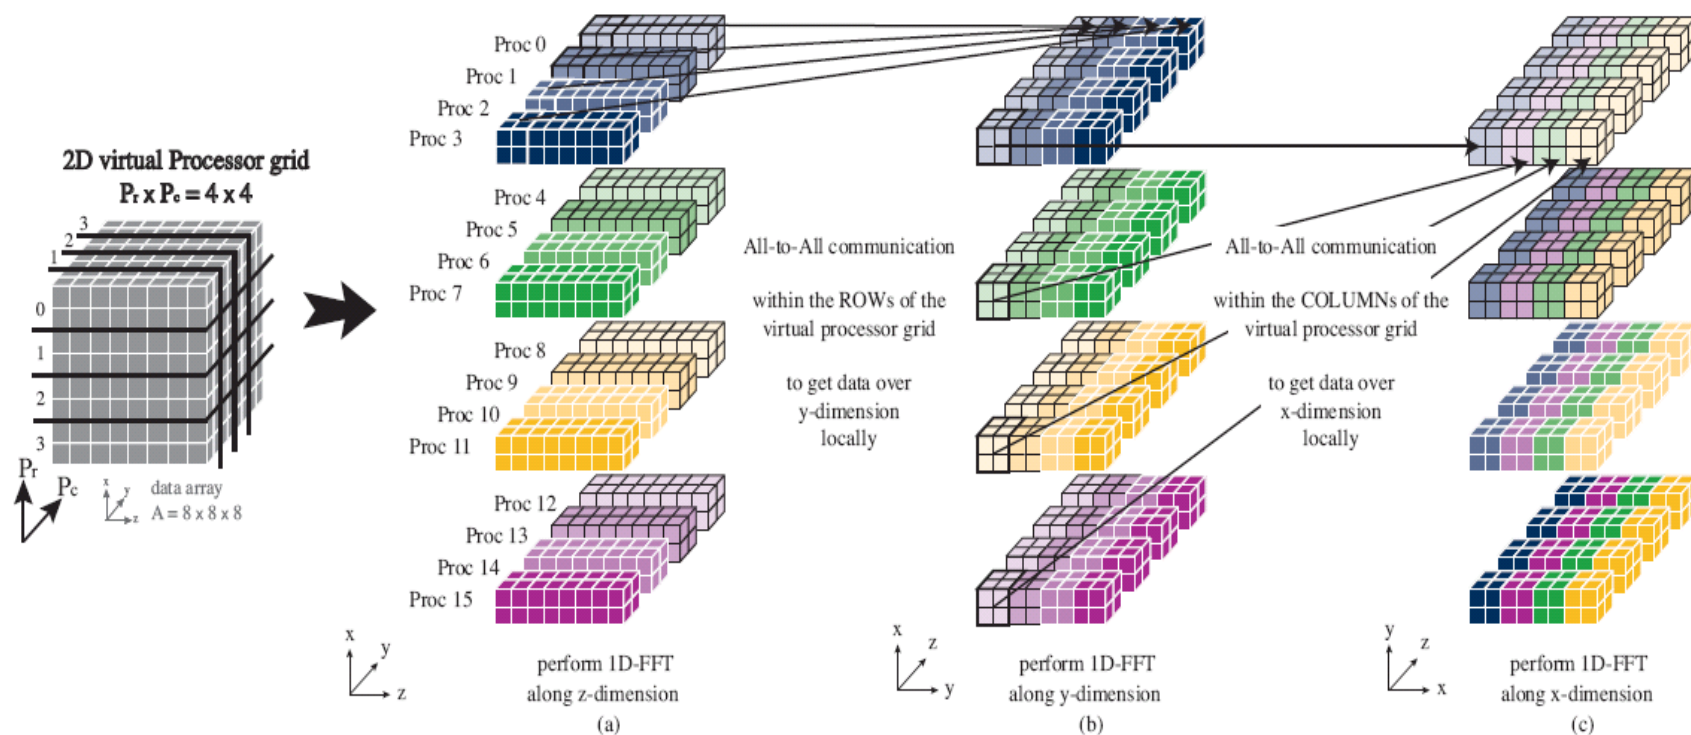 2D virtual Processor grid
Pr x Pc = 4 x 4
3
2
1
0
1
2
3
Pr
Pc
x
y
z
data array
A = 8 x 8 x 8
Proc 0
Proc 1
Proc 2
Proc 3
Proc 4
Proc 5
Proc 6
Proc 7
Proc 8
Proc 9
Proc 10
Proc 11
Proc 12
Proc 13
Proc 14
Proc 15
x
y
z
perform 1D-FFT
along z-dimension
(a)
All-to-All communication
within the ROWs of the
virtual processor grid
to get data over
y-dimension
locally
x
z
y
perform 1D-FFT
along y-dimension
(b)
All-to-All communication
within the COLUMNs of the
virtual processor grid
to get data over
x-dimension
locally
y
z
x
perform 1D-FFT
along x-dimension
(c)